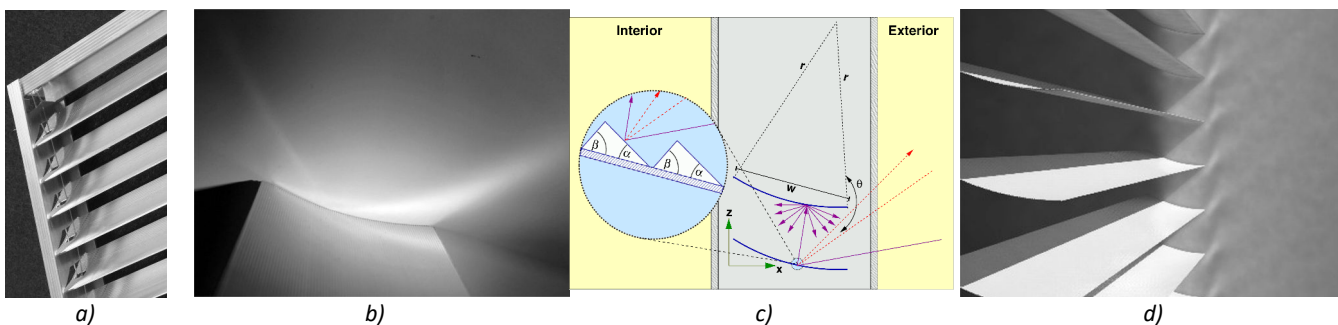 Interior
Exterior
r
r
β
α
β
α
w
θ
z
x
a)
b)
c)
d)